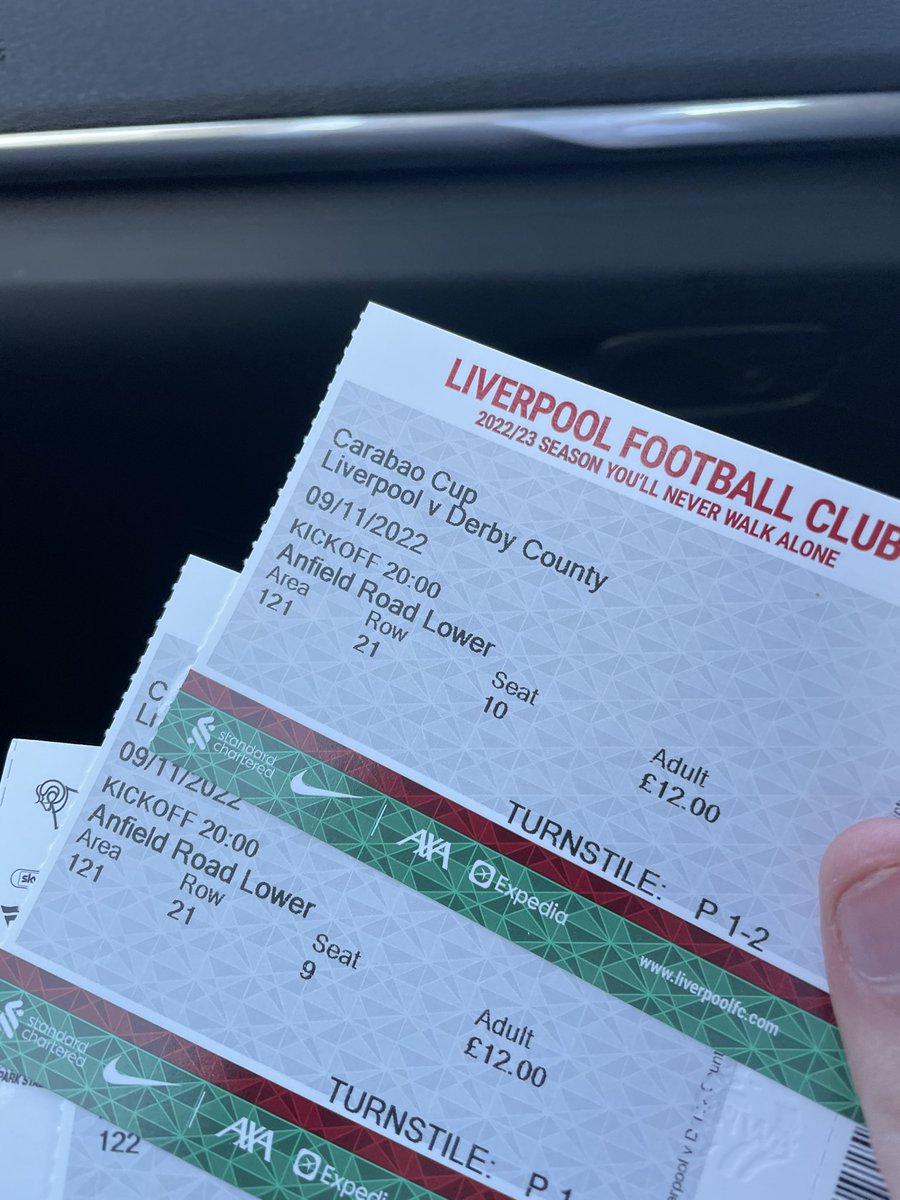 LIVERPOOL FOOTBALL CLUB
2022/23 SEASON YOU'LL NEVER WALK ALONE
Carabao Cup
Liverpool v Derby County
09/11/2022
KICKOFF 20:00
Anfield Road Lower
Area Row Seat
121 21 10
Adult
£12.00
TURNSTILE: P 1-2
standard chartered
AXA
Expedia
www.liverpoolfc.com
09/11/2022
KICKOFF 20:00
Anfield Road Lower
Area Row Seat
121 21 9
Adult
£12.00
TURNSTILE: P 1
standard chartered
AXA
Expedia
122